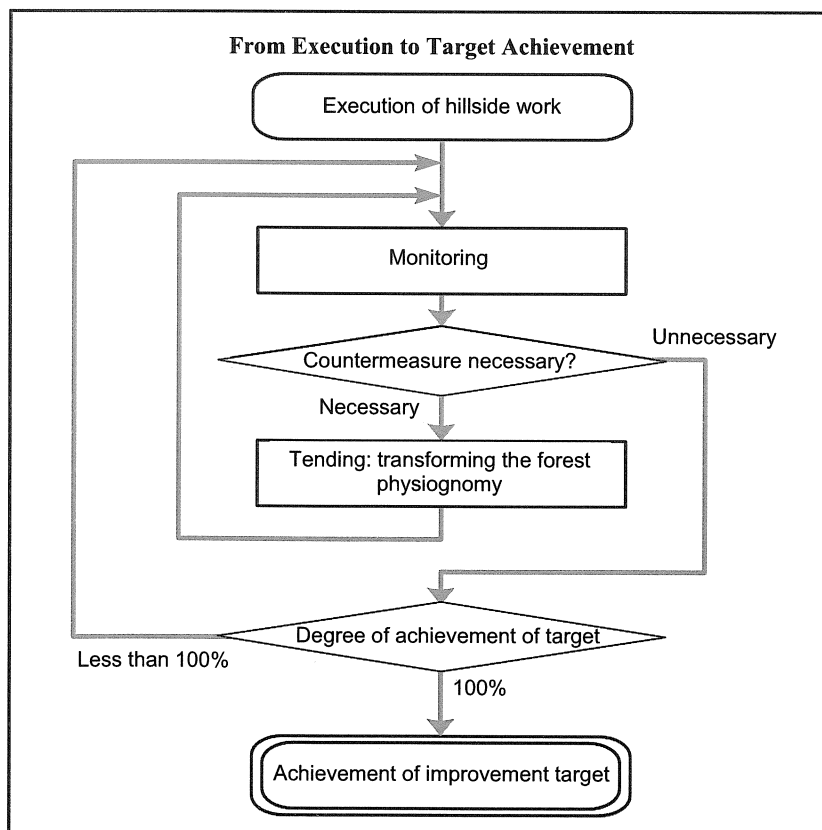 From Execution to Target Achievement
Execution of hillside work
Monitoring
Unnecessary
Countermeasure necessary?
Necessary
Tending: transforming the forest
physiognomy
Degree of achievement of target
Less than 100%
100%
Achievement of improvement target